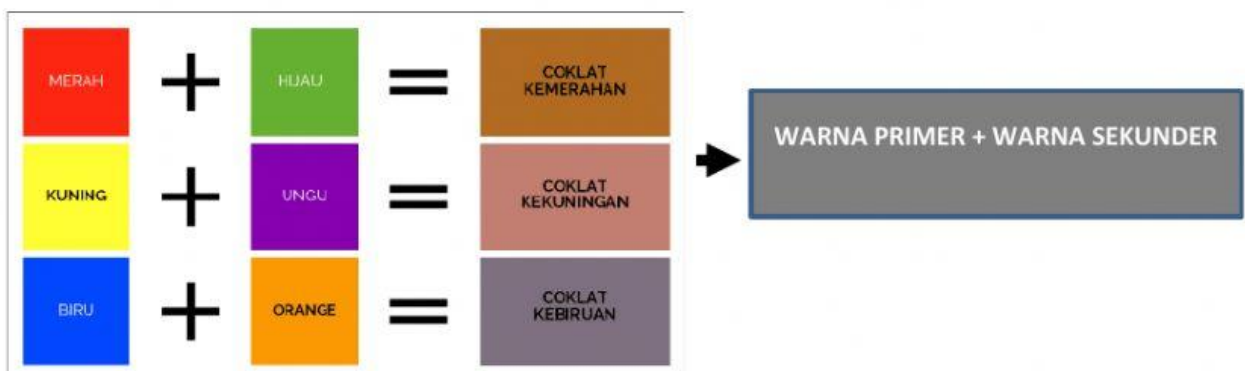 MERAH + HIJAU = COKLAT
KEMERAHAN
KUNING + UNGU = COKLAT
KEKUNINGAN
BIRU + ORANGE = COKLAT
KEBIRUAN
WARNA PRIMER + WARNA SEKUNDER